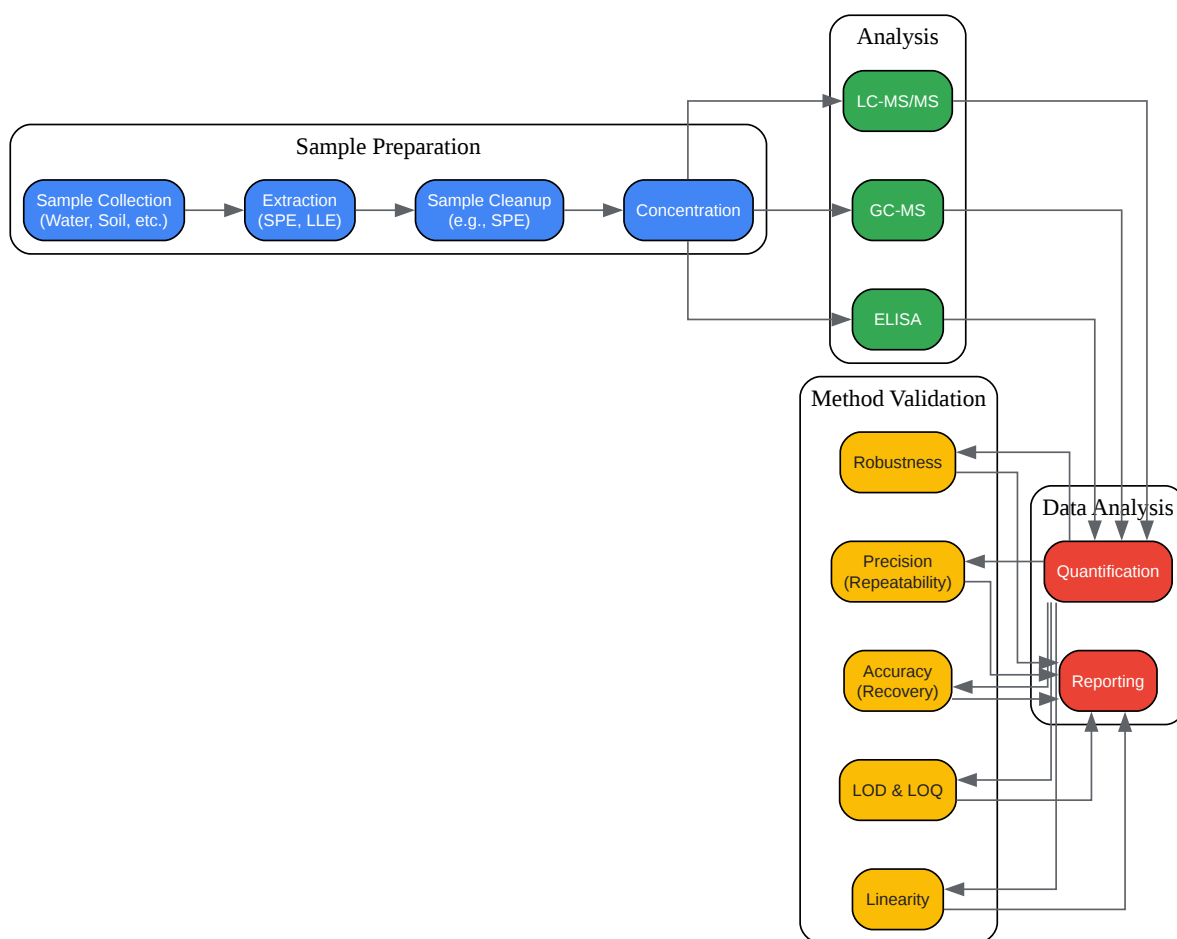 Analysis
LC-MS/MS
GC-MS
ELISA
Sample Preparation
Sample Collection
(Water, Soil, etc.)
Extraction
(SPE, LLE)
Sample Cleanup
(e.g., SPE)
Concentration
Method Validation
Robustness
Precision
(Repeatability)
Accuracy
(Recovery)
LOD & LOQ
Linearity
Data Analysis
Quantification
Reporting